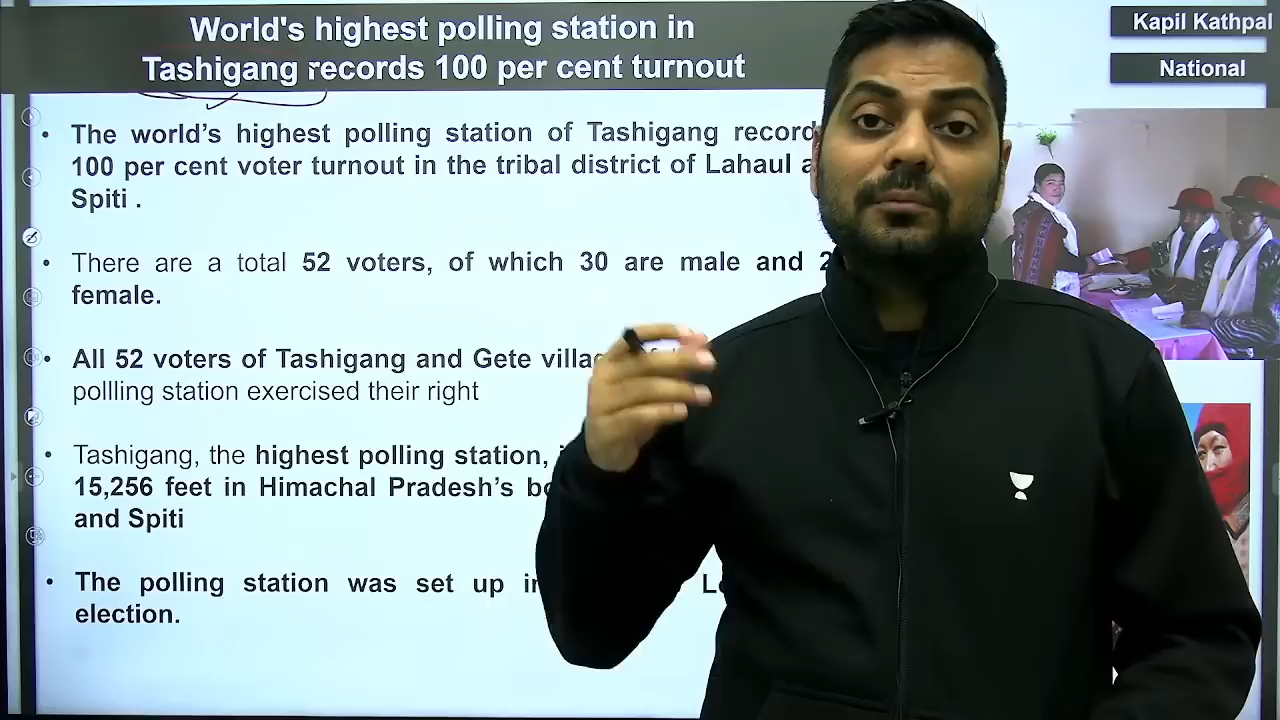 World's highest polling station in
Tashigang records 100 per cent turnout
Kapil Kathpal
National
• The world's highest polling station of Tashigang record
100 per cent voter turnout in the tribal district of Lahaul
Spiti .
• There are a total 52 voters, of which 30 are male and 2
female.
• All 52 voters of Tashigang and Gete
pollling station exercised their right
• Tashigang, the highest polling station,
15,256 feet in Himachal Pradesh's
and Spiti
• The polling station was set up
election.